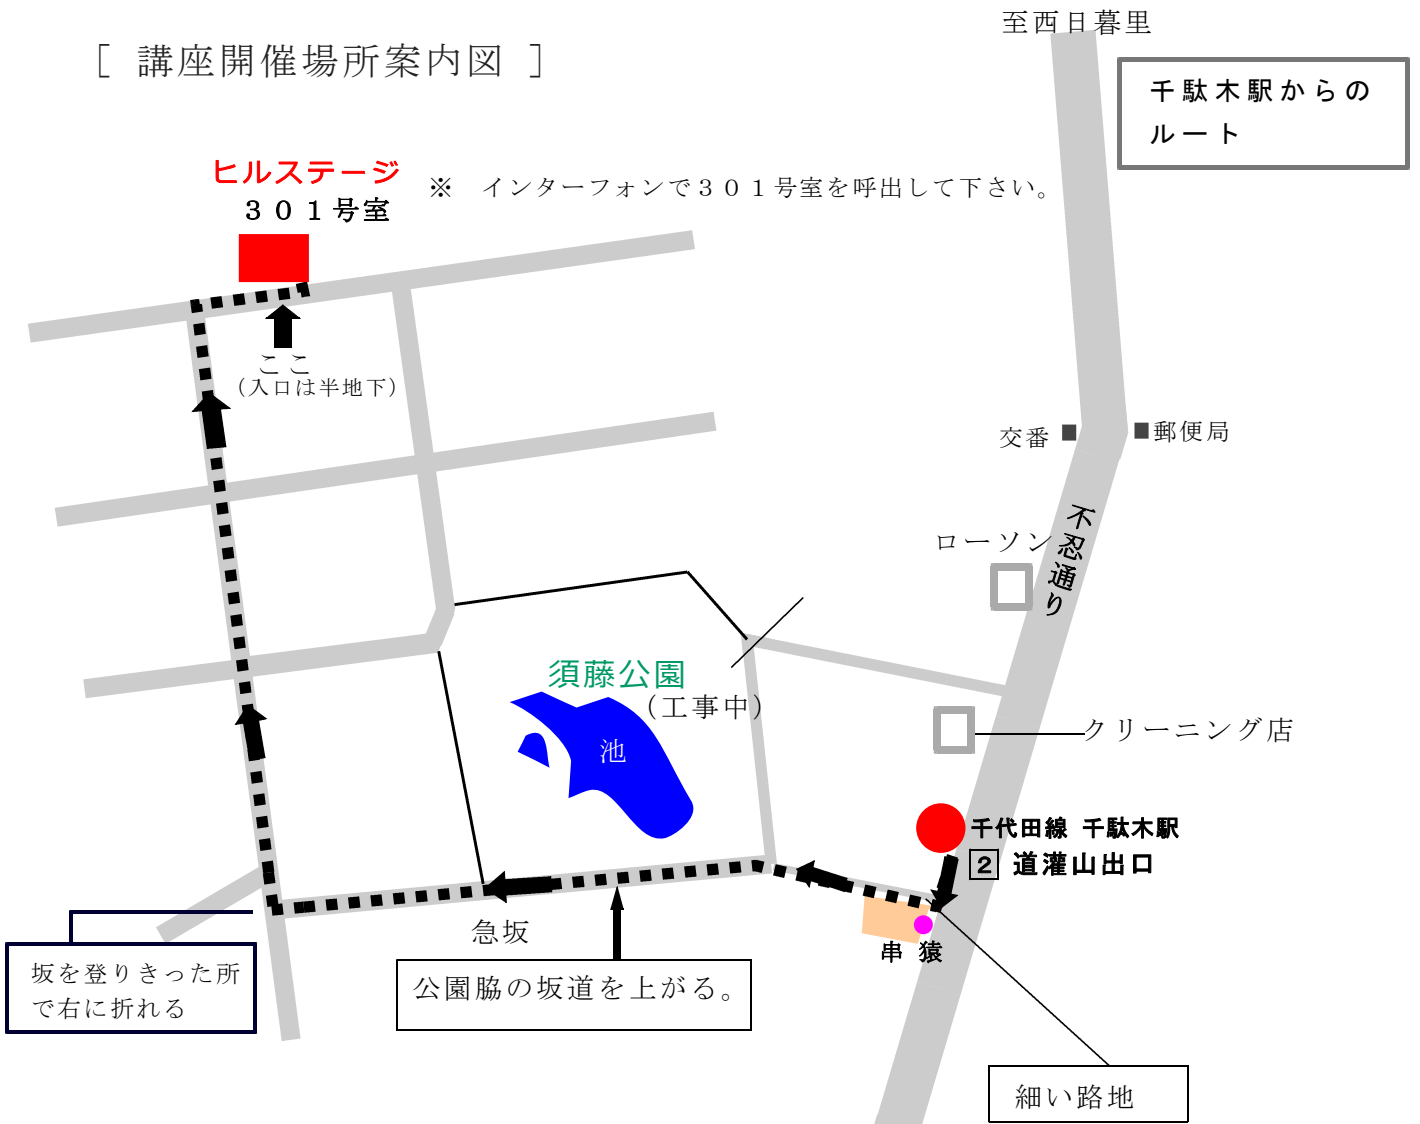 至西日暮里
［ 講座開催場所案内図 ］
千駄木駅からの
ルート
ヒルステージ
３０１号室
※　インターフォンで３０１号室を呼出して下さい。
ここ
（入口は半地下）
交番
郵便局
不忍通り
ローソン
須藤公園
（工事中）
池
クリーニング店
千代田線 千駄木駅
2 道灌山出口
急坂
串 猿
坂を登りきった所
で右に折れる
公園脇の坂道を上がる。
細い路地